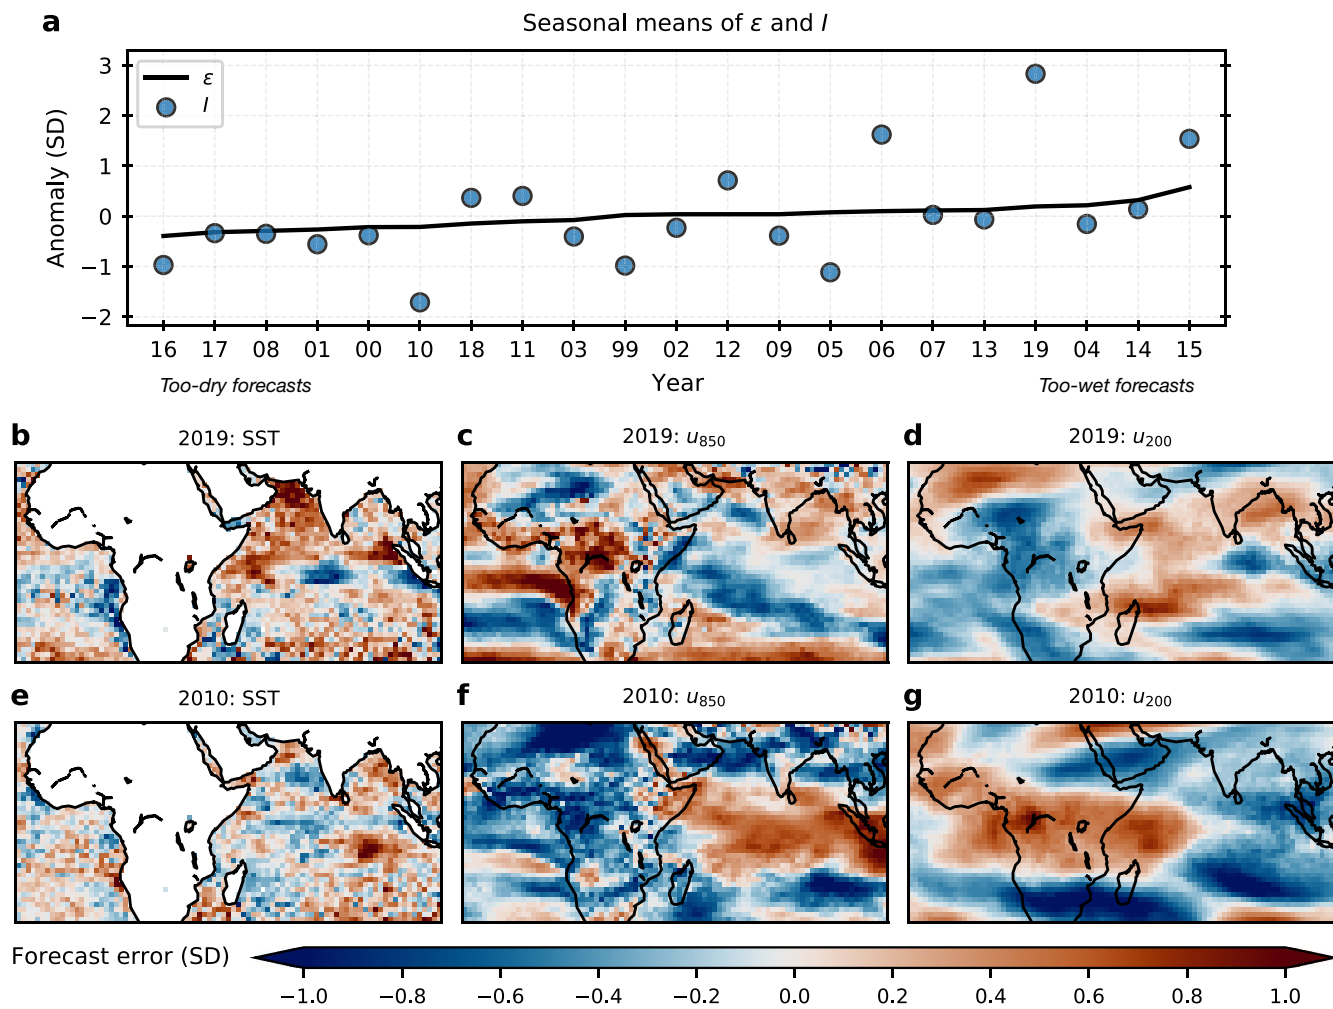 a
Seasonal means of ε and I
ε
I
Anomaly (SD)
3
2
1
0
−1
−2
16 17 08 01 00 10 18 11 03 99 02 12 09 05 06 07 13 19 04 14 15
Too-dry forecasts
Year
Too-wet forecasts
b
2019: SST
c
2019: u850
d
2019: u200
e
2010: SST
f
2010: u850
g
2010: u200
Forecast error (SD)
−1.0 −0.8 −0.6 −0.4 −0.2 0.0 0.2 0.4 0.6 0.8 1.0